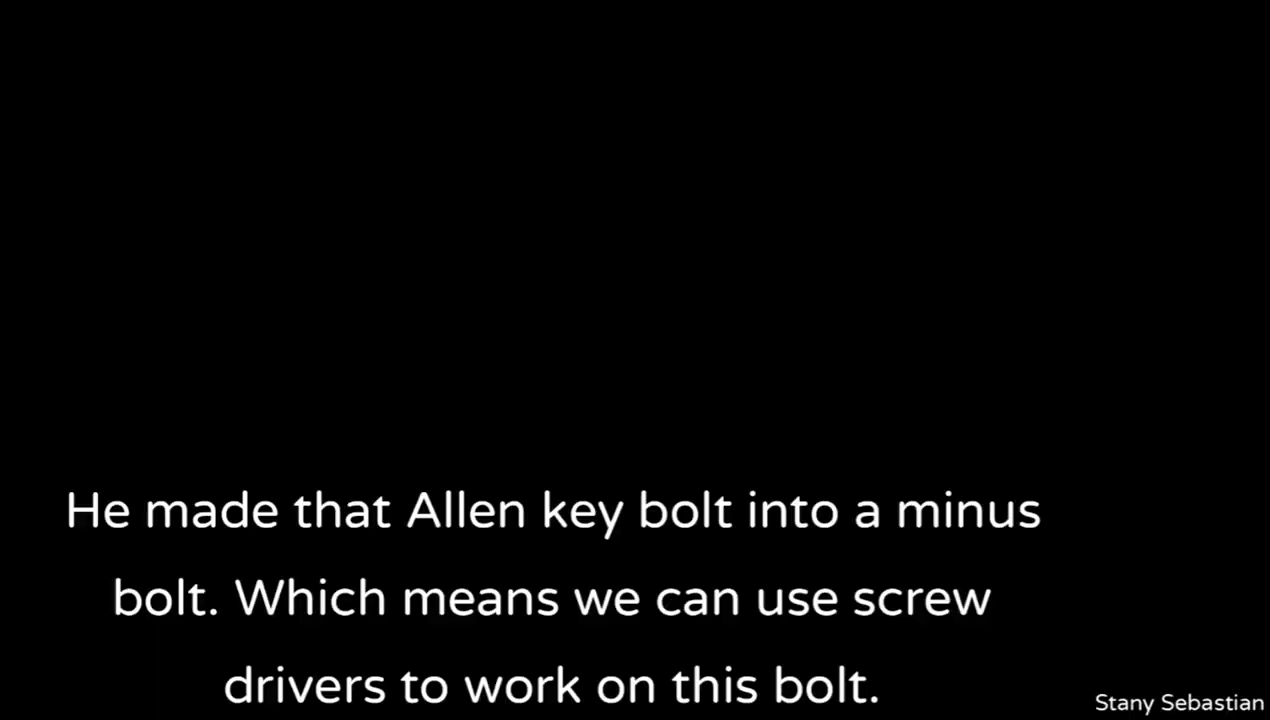 He made that Allen key bolt into a minus
bolt. Which means we can use screw
drivers to work on this bolt.
Stany Sebastian